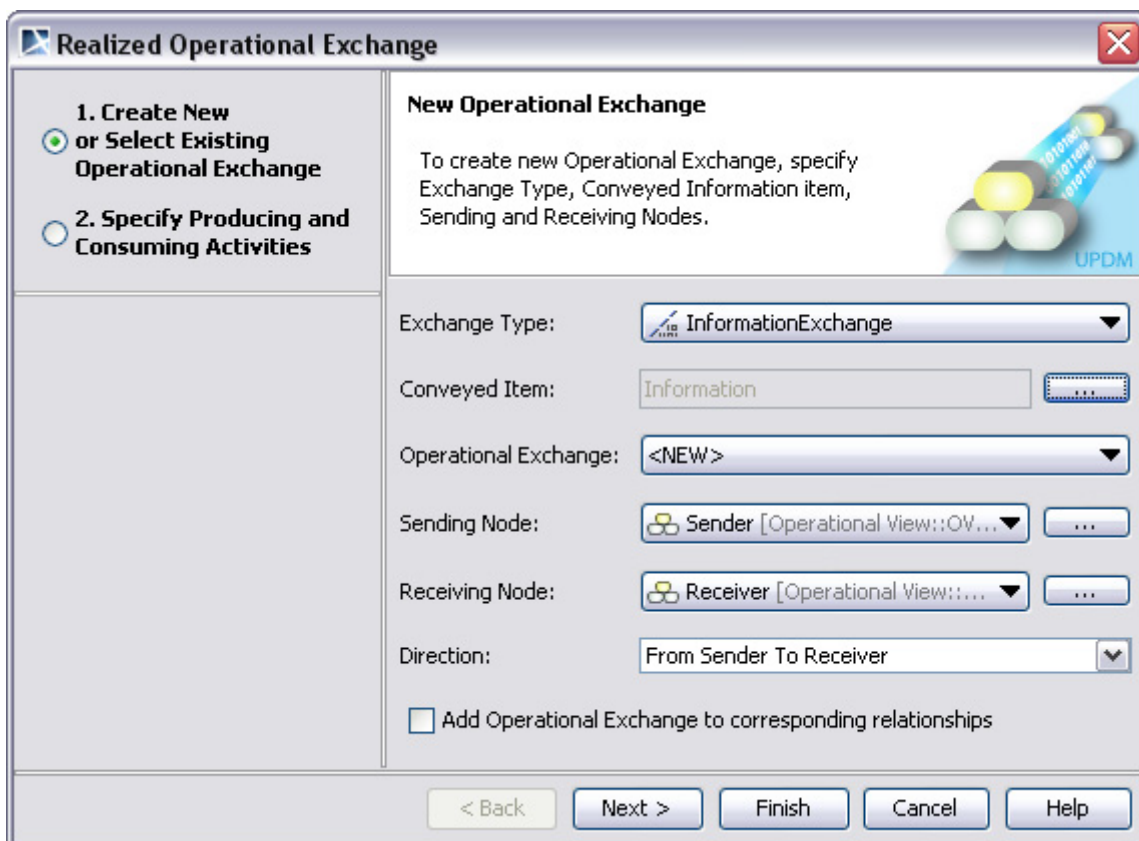 Realized Operational Exchange
1. Create New
or Select Existing
Operational Exchange
2. Specify Producing and
Consuming Activities
New Operational Exchange
To create new Operational Exchange, specify
Exchange Type, Conveyed Information item,
Sending and Receiving Nodes.
UPDM
Exchange Type: InformationExchange
Conveyed Item: Information ...
Operational Exchange: <NEW>
Sending Node: Sender [Operational View::OV... ...
Receiving Node: Receiver [Operational View::... ...
Direction: From Sender To Receiver
Add Operational Exchange to corresponding relationships
< Back Next > Finish Cancel Help